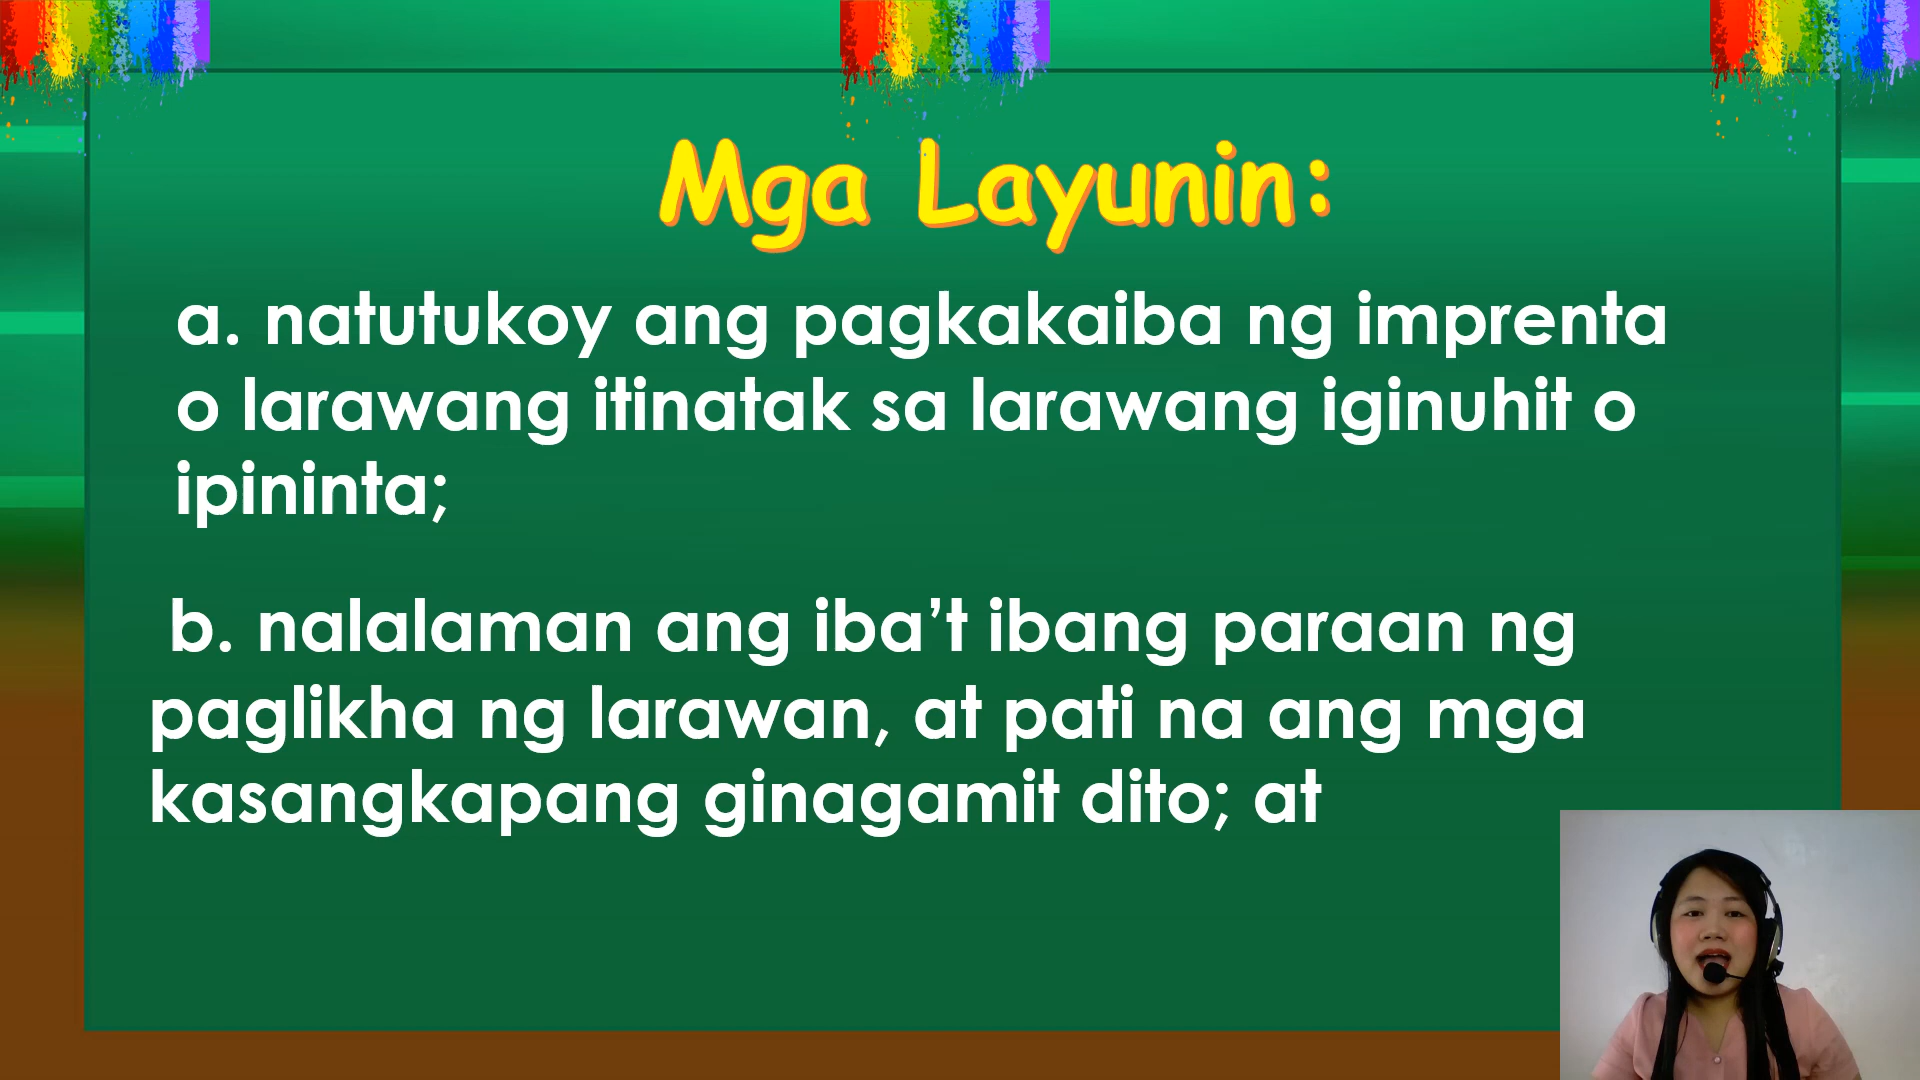 Mga Layunin:
a. natutukoy ang pagkakaiba ng imprenta
o larawang itinatak sa larawang iginuhit o
ipininta;
b. nalalaman ang iba’t ibang paraan ng
paglikha ng larawan, at pati na ang mga
kasangkapang ginagamit dito; at